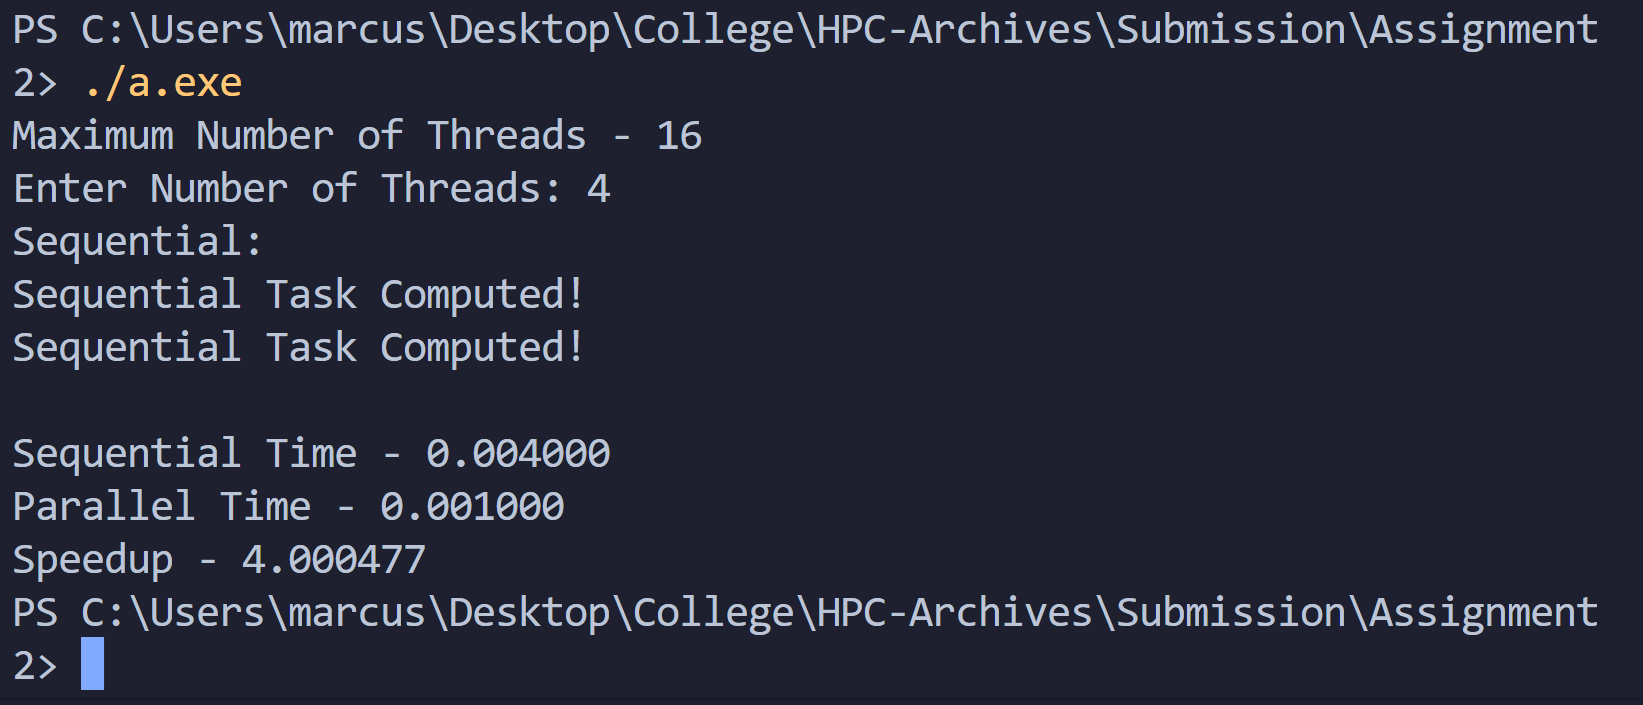 PS C:\Users\marcus\Desktop\College\HPC-Archives\Submission\Assignment
2> ./a.exe
Maximum Number of Threads - 16
Enter Number of Threads: 4
Sequential:
Sequential Task Computed!
Sequential Task Computed!

Sequential Time - 0.004000
Parallel Time - 0.001000
Speedup - 4.000477
PS C:\Users\marcus\Desktop\College\HPC-Archives\Submission\Assignment
2>